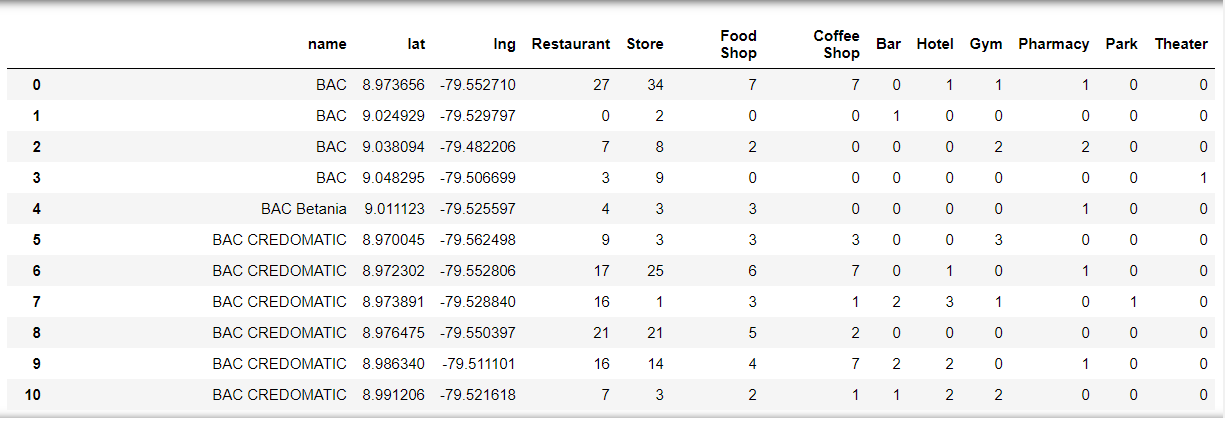 name lat lng Restaurant Store Food Shop Coffee Shop Bar Hotel Gym Pharmacy Park Theater
0 BAC 8.973656 -79.552710 27 34 7 7 0 1 1 1 0 0
1 BAC 9.024929 -79.529797 0 2 0 0 1 0 0 0 0 0
2 BAC 9.038094 -79.482206 7 8 2 0 0 0 2 2 0 0
3 BAC 9.048295 -79.506699 3 9 0 0 0 0 0 0 0 1
4 BAC Betania 9.011123 -79.525597 4 3 3 0 0 0 0 1 0 0
5 BAC CREDOMATIC 8.970045 -79.562498 9 3 3 3 0 0 3 0 0 0
6 BAC CREDOMATIC 8.972302 -79.552806 17 25 6 7 0 1 0 1 0 0
7 BAC CREDOMATIC 8.973891 -79.528840 16 1 3 1 2 3 1 0 1 0
8 BAC CREDOMATIC 8.976475 -79.550397 21 21 5 2 0 0 0 0 0 0
9 BAC CREDOMATIC 8.986340 -79.511101 16 14 4 7 2 2 0 1 0 0
10 BAC CREDOMATIC 8.991206 -79.521618 7 3 2 1 1 2 2 0 0 0